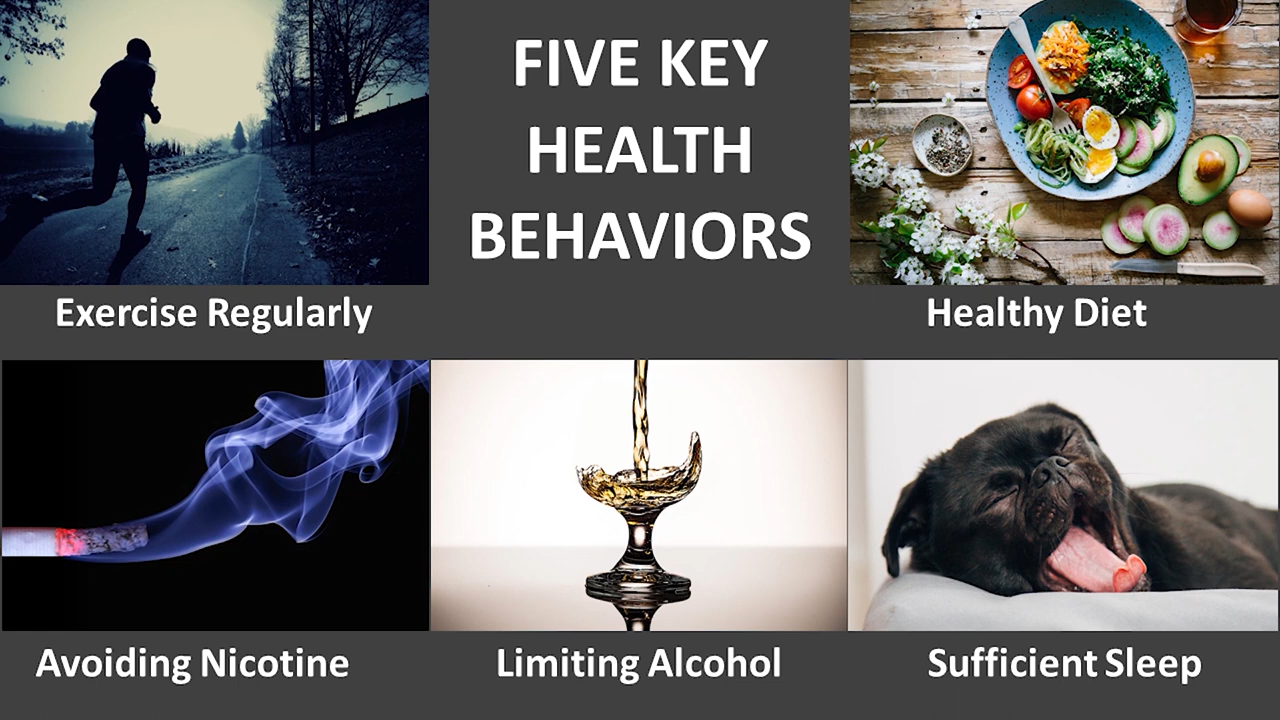 FIVE KEY
HEALTH
BEHAVIORS
Exercise Regularly
Healthy Diet
Avoiding Nicotine
Limiting Alcohol
Sufficient Sleep